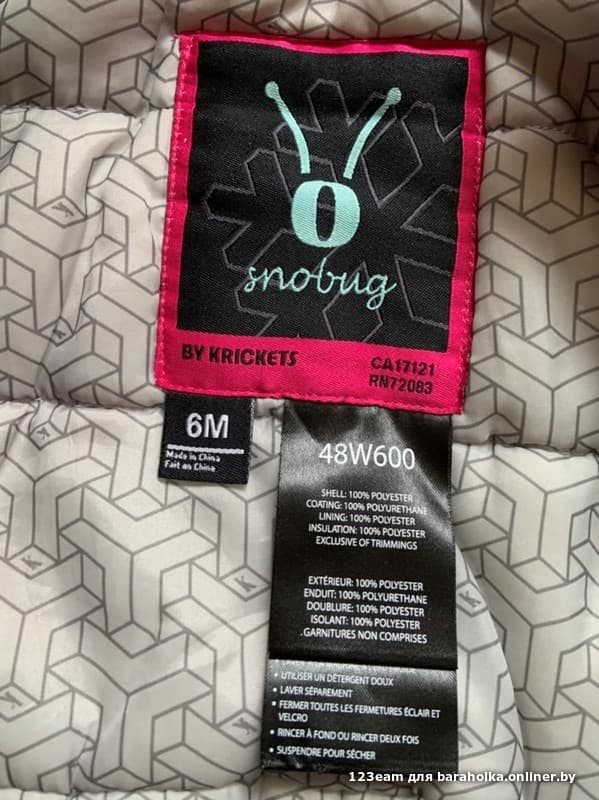 snobug
BY KRICKETS
CA17121
RN72083
6M
Made in China
Fait en Chine
48W600
SHELL: 100% POLYESTER
COATING: 100% POLYURETHANE
LINING: 100% POLYESTER
INSULATION: 100% POLYESTER
EXCLUSIVE OF TRIMMINGS
EXTÉRIEUR: 100% POLYESTER
ENDUIT: 100% POLYURETHANE
DOUBLURE: 100% POLYESTER
ISOLANT: 100% POLYESTER
.GARNITURES NON COMPRISES
• UTILISER UN DÉTERGENT DOUX
• LAVER SÉPAREMENT
• FERMER TOUTES LES FERMETURES ÉCLAIR ET
VELCRO
• RINCER À FOND OU RINCER DEUX FOIS
• SUSPENDRE POUR SÉCHER
123eam для baraholka.onliner.by